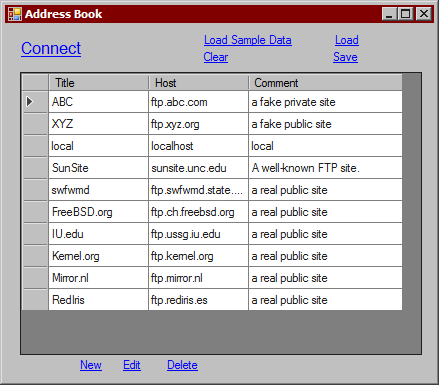 Address Book
Connect
Load Sample Data Load
Clear Save
Title Host Comment
ABC ftp.abc.com a fake private site
XYZ ftp.xyz.org a fake public site
local localhost local
SunSite sunsite.unc.edu A well-known FTP site.
swfwmd ftp.swfwmd.state.... a real public site
FreeBSD.org ftp.ch.freebsd.org a real public site
IU.edu ftp.ussg.iu.edu a real public site
Kernel.org ftp.kernel.org a real public site
Mirror.nl ftp.mirror.nl a real public site
RedIris ftp.rediris.es a real public site
New Edit Delete